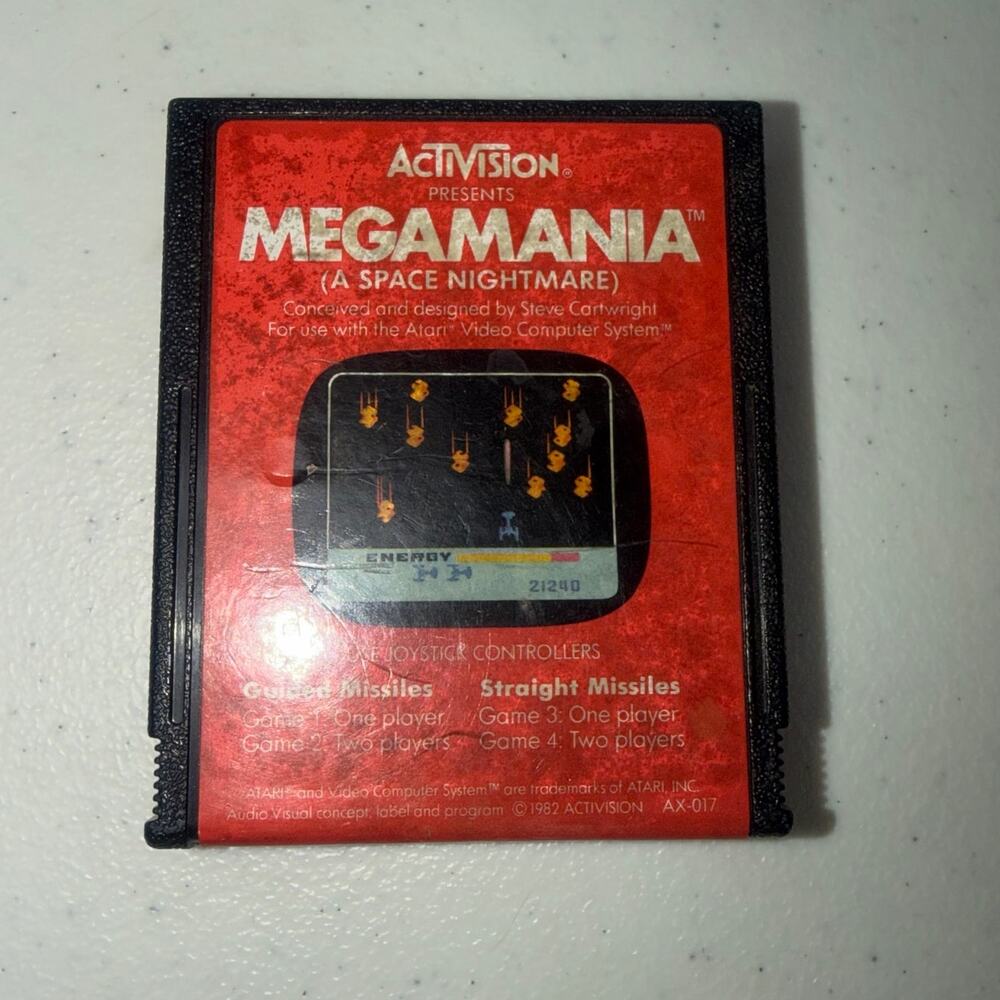 ACTIVISION®
PRESENTS
MEGAMANIA™
(A SPACE NIGHTMARE)
Conceived and designed by Steve Cartwright
For use with the Atari™ Video Computer System™
ENERGY
21240
USE JOYSTICK CONTROLLERS
Guided Missiles
Game 1: One player
Game 2: Two players
Straight Missiles
Game 3: One player
Game 4: Two players
ATARI® and Video Computer System™ are trademarks of ATARI, INC.
Audio Visual concept, label and program © 1982 ACTIVISION AX-017